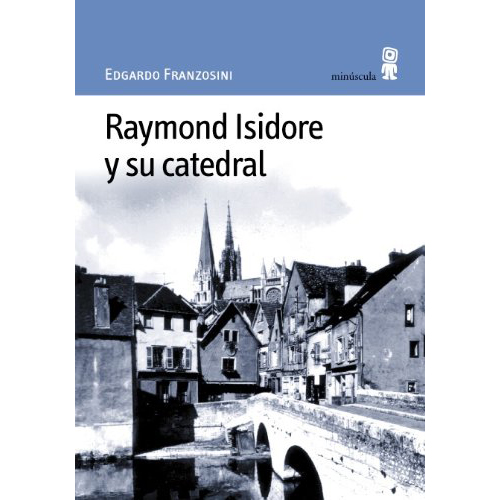 EDGARDO FRANZOSINI
minúscula
Raymond Isidore
y su catedral